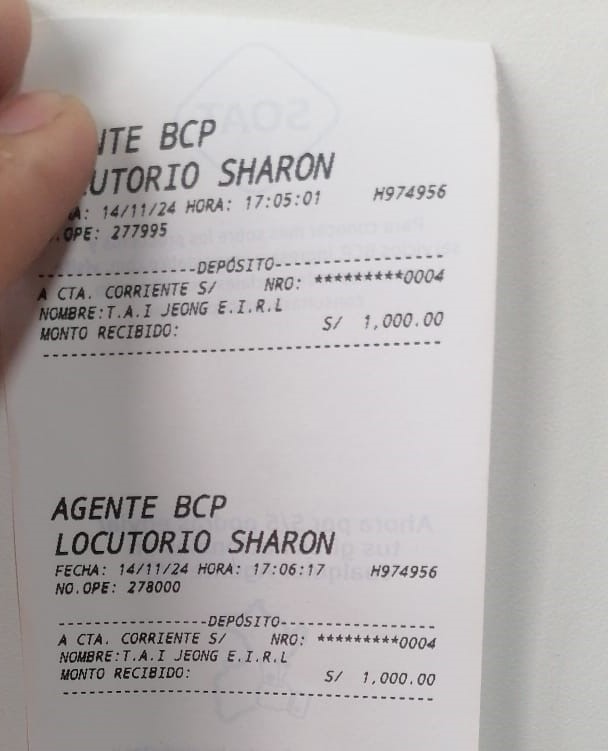 NTE BCP
UTORIO SHARON
A: 14/11/24 HORA: 17:05:01 H974956
.OPE: 277995
--------------------DEPÓSITO--------------------
A CTA. CORRIENTE S/ NRO: *********0004
NOMBRE:T.A.I JEONG E.I.R.L
MONTO RECIBIDO: S/ 1,000.00
------------------------------------------------
AGENTE BCP
LOCUTORIO SHARON
FECHA: 14/11/24 HORA: 17:06:17 H974956
NO.OPE: 278000
--------------------DEPÓSITO--------------------
A CTA. CORRIENTE S/ NRO: *********0004
NOMBRE:T.A.I JEONG E.I.R.L
MONTO RECIBIDO: S/ 1,000.00
------------------------------------------------